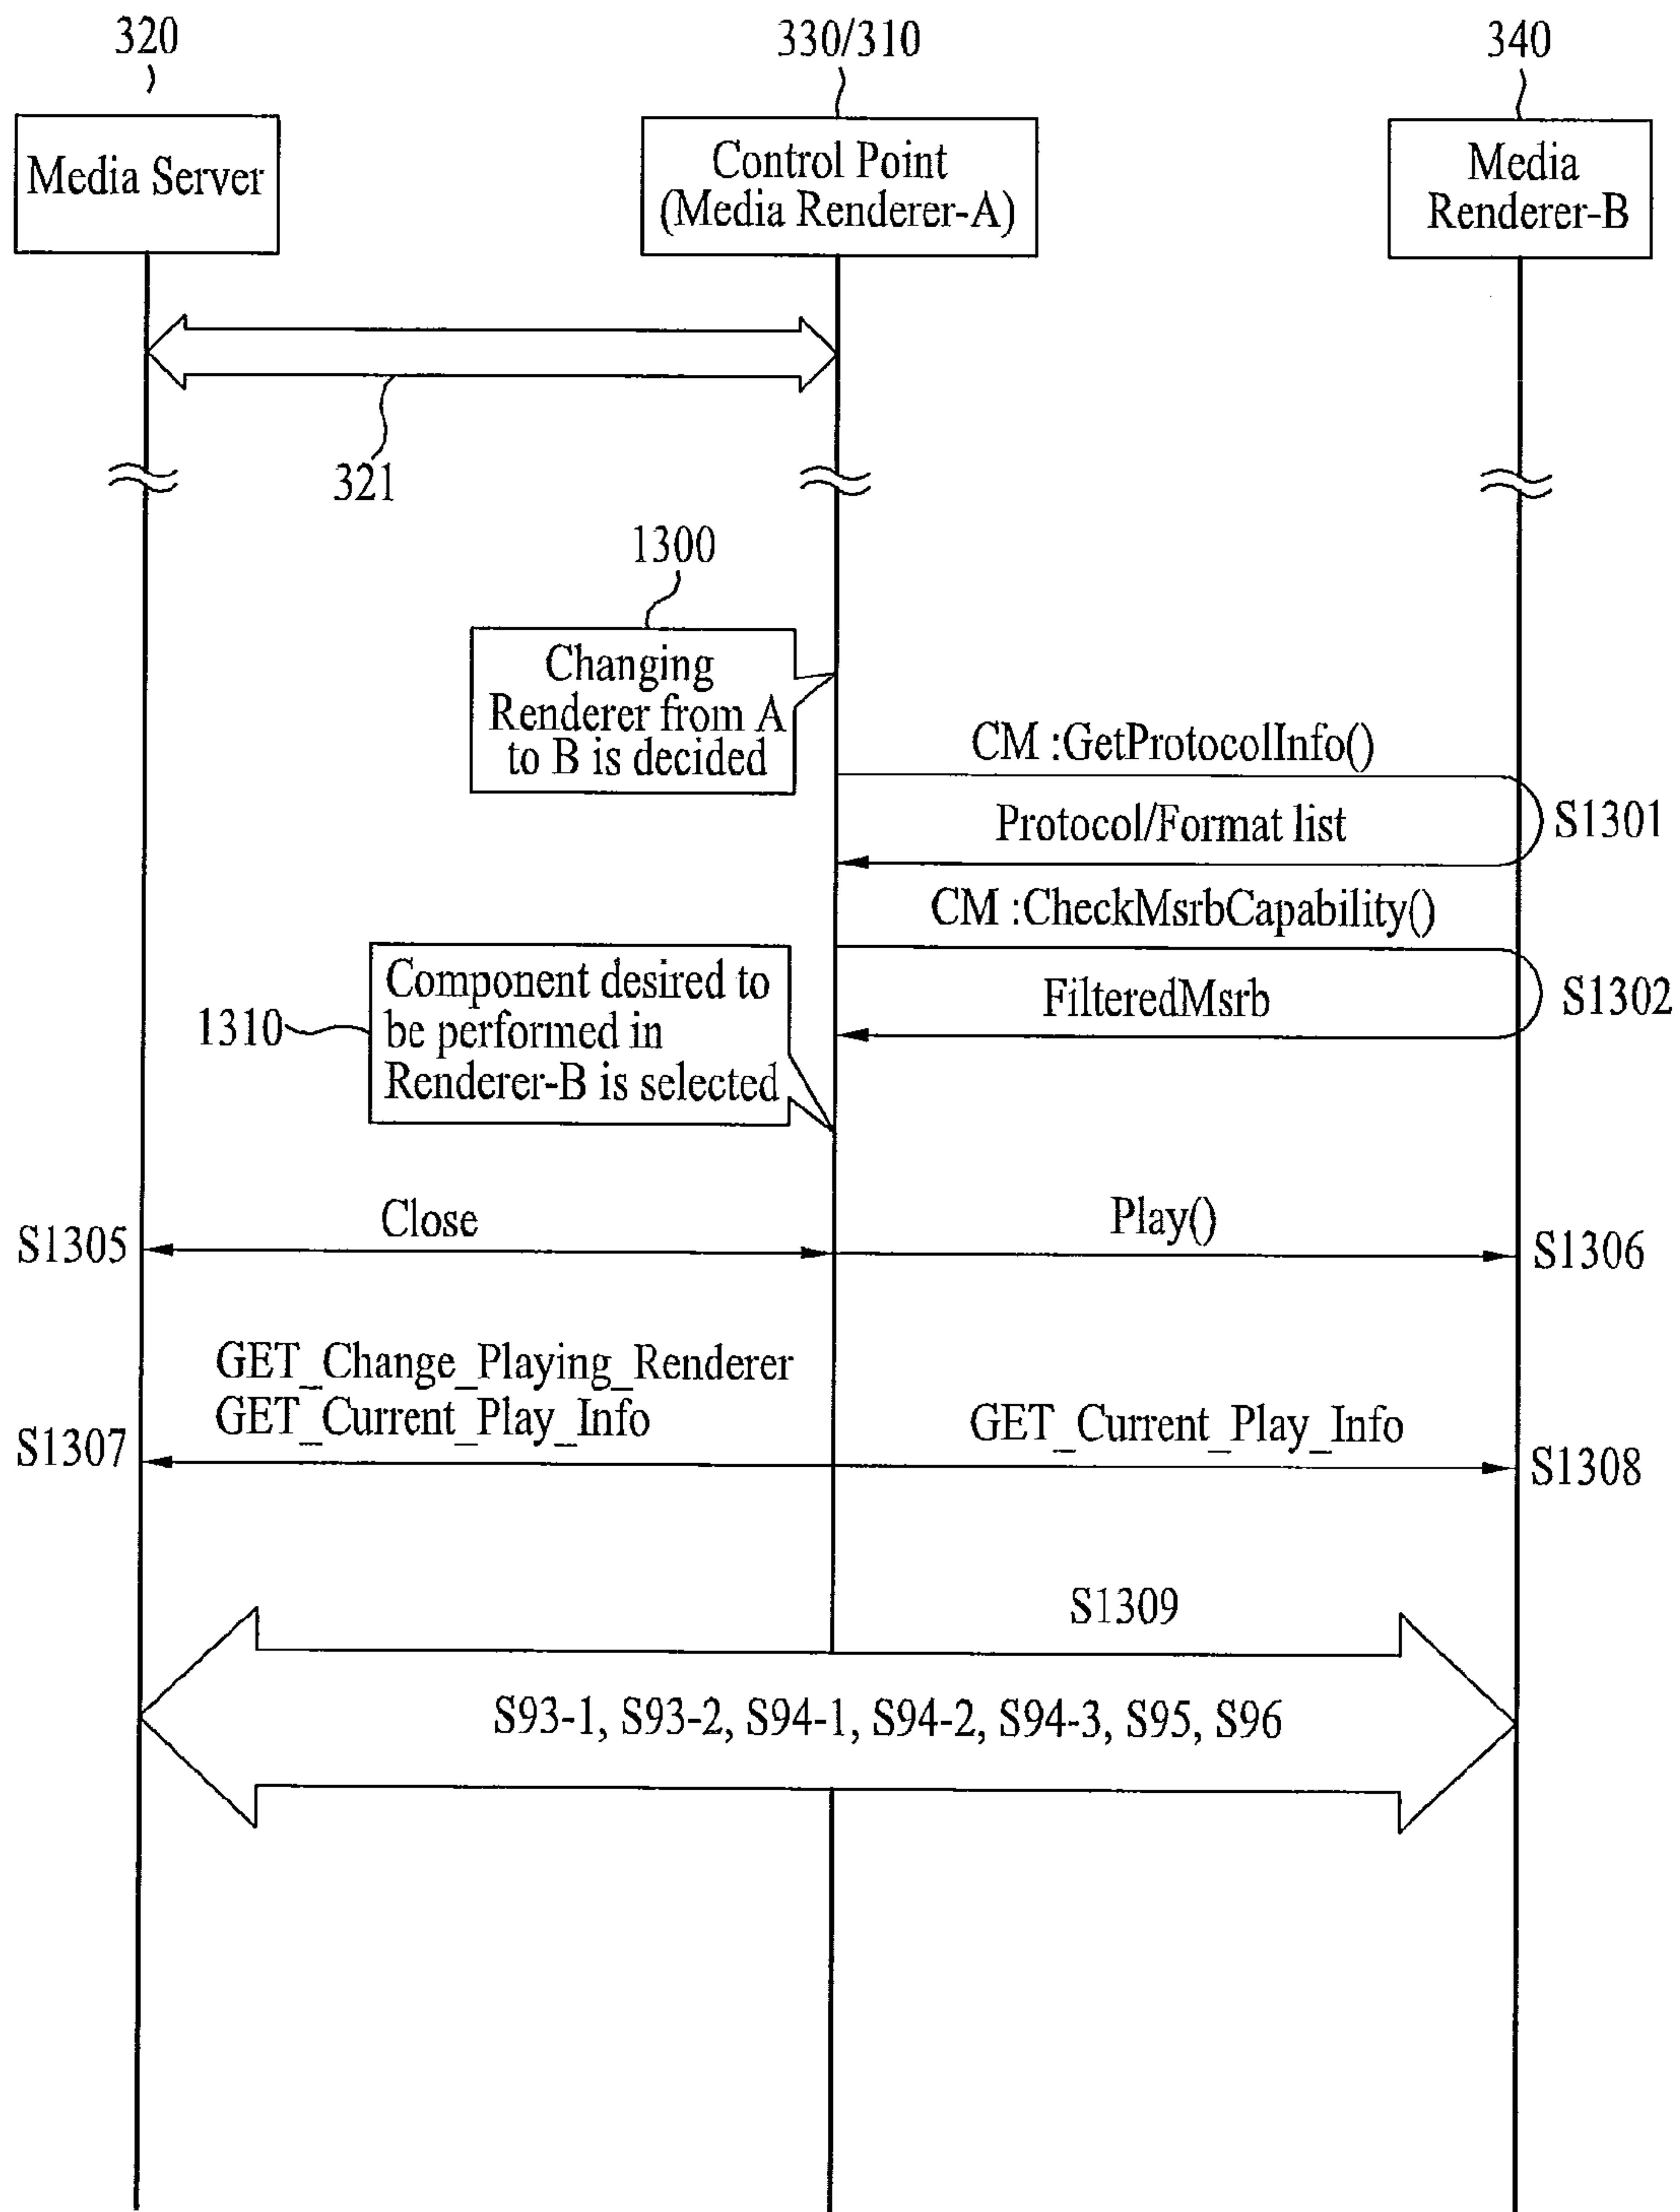 320
330/310
340
Media Server
Control Point
(Media Renderer-A)
Media
Renderer-B
321
1300
Changing
Renderer from A
to B is decided
CM :GetProtocolInfo()
Protocol/Format list
S1301
CM :CheckMsrbCapability()
FilteredMsrb
S1302
1310
Component desired to
be performed in
Renderer-B is selected
S1305
Close
Play()
S1306
GET_Change_Playing_Renderer
GET_Current_Play_Info
S1307
GET_Current_Play_Info
S1308
S1309
S93-1, S93-2, S94-1, S94-2, S94-3, S95, S96